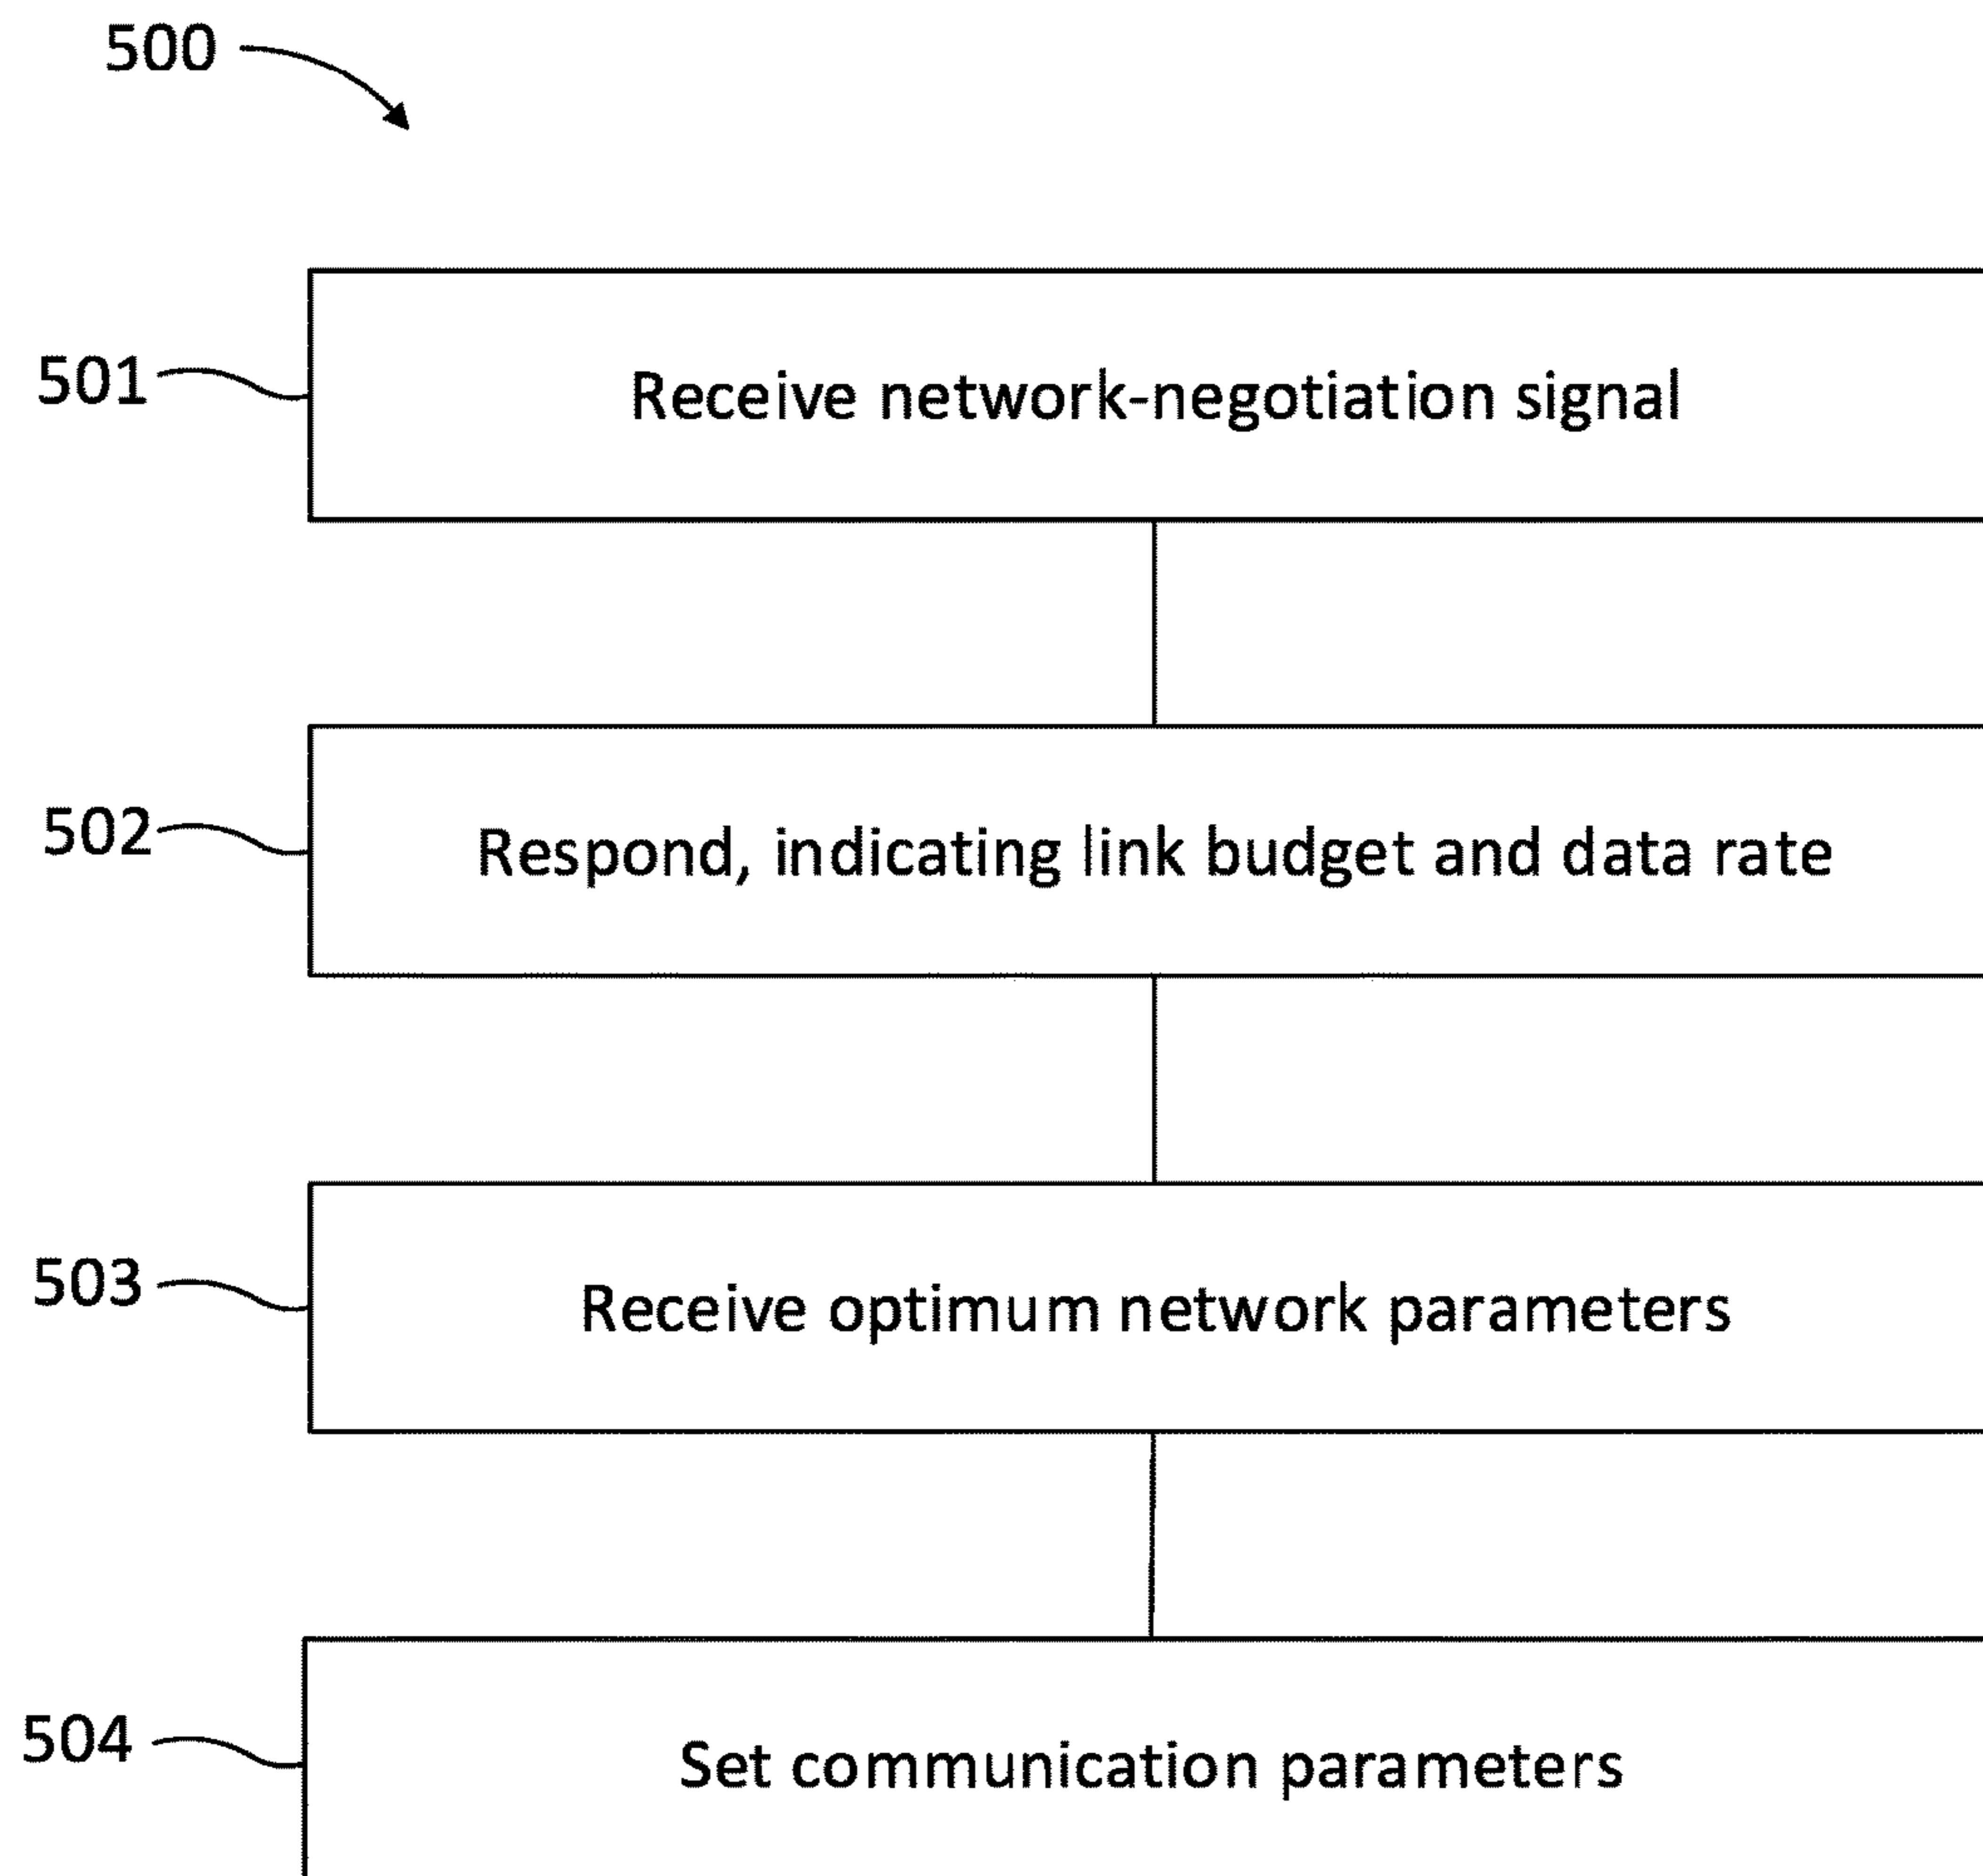 500
501
Receive network-negotiation signal
502
Respond, indicating link budget and data rate
503
Receive optimum network parameters
504
Set communication parameters